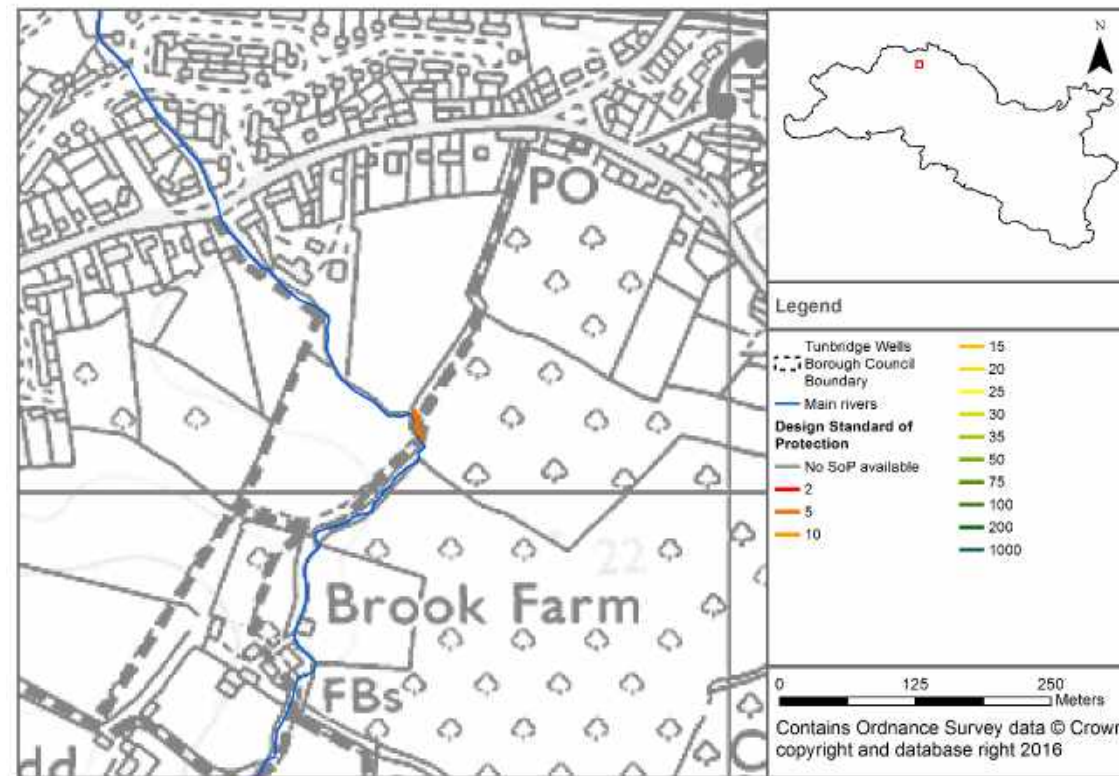 PO
22
Brook Farm
FBs
dd
C
N
Legend
Tunbridge Wells
Borough Council
Boundary
Main rivers
Design Standard of
Protection
No SoP available
2
5
10
15
20
25
30
35
50
75
100
200
1000
0 125 250
Meters
Contains Ordnance Survey data © Crown
copyright and database right 2016